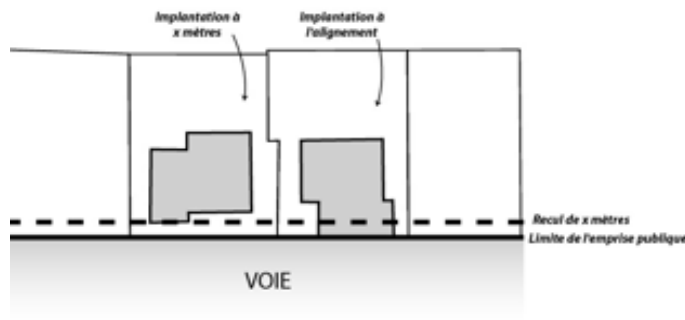 Implantation à
x mètres
Implantation à
l'alignement
Recul de x mètres
Limite de l'emprise publique
VOIE